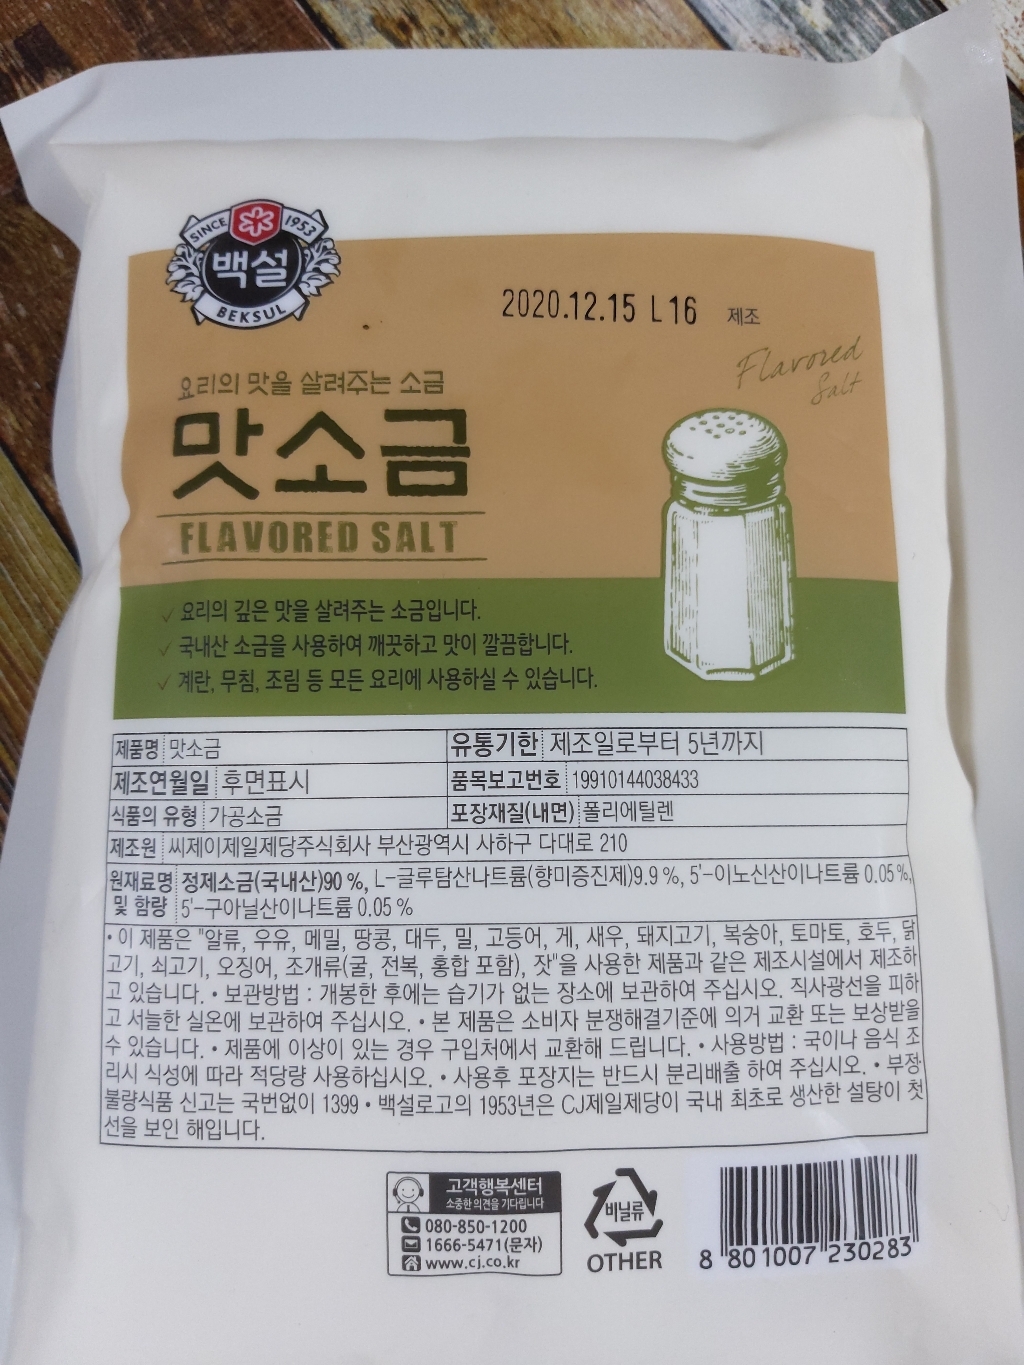 SINCE 1953
백설
BEKSUL
2020.12.15 L16 제조
Flavored
Salt
요리의 맛을 살려주는 소금
맛소금
FLAVORED SALT
✓ 요리의 깊은 맛을 살려주는 소금입니다.
✓ 국내산 소금을 사용하여 깨끗하고 맛이 깔끔합니다.
✓ 계란, 무침, 조림 등 모든 요리에 사용하실 수 있습니다.
제품명 맛소금 유통기한 제조일로부터 5년까지
제조연월일 후면표시 품목보고번호 19910144038433
식품의 유형 가공소금 포장재질(내면) 폴리에틸렌
제조원 씨제이제일제당주식회사 부산광역시 사하구 다대로 210
원재료명 정제소금(국내산)90 %, L-글루탐산나트륨(향미증진제)9.9 %, 5'-이노신산이나트륨 0.05 %,
및 함량 5'-구아닐산이나트륨 0.05 %
• 이 제품은 "알류, 우유, 메밀, 땅콩, 대두, 밀, 고등어, 게, 새우, 돼지고기, 복숭아, 토마토, 호두, 닭
고기, 쇠고기, 오징어, 조개류(굴, 전복, 홍합 포함), 잣"을 사용한 제품과 같은 제조시설에서 제조하
고 있습니다. • 보관방법 : 개봉한 후에는 습기가 없는 장소에 보관하여 주십시오. 직사광선을 피하
고 서늘한 실온에 보관하여 주십시오. • 본 제품은 소비자 분쟁해결기준에 의거 교환 또는 보상받을
수 있습니다. • 제품에 이상이 있는 경우 구입처에서 교환해 드립니다. • 사용방법 : 국이나 음식 조
리시 식성에 따라 적당량 사용하십시오. • 사용후 포장지는 반드시 분리배출 하여 주십시오. • 부정·
불량식품 신고는 국번없이 1399 • 백설로고의 1953년은 CJ제일제당이 국내 최초로 생산한 설탕이 첫
선을 보인 해입니다.
고객행복센터
소중한 의견을 기다립니다
080-850-1200
1666-5471(문자)
www.cj.co.kr
비닐류
OTHER
8 801007 230283